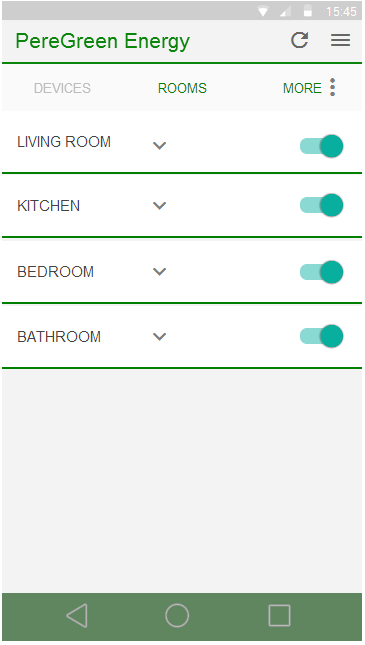 15:45
PereGreen Energy
DEVICES ROOMS MORE
LIVING ROOM
KITCHEN
BEDROOM
BATHROOM